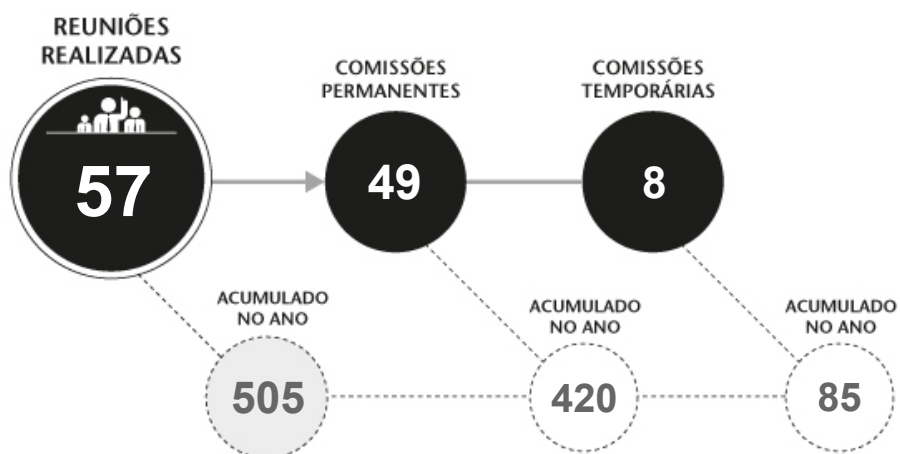 REUNIÕES
REALIZADAS
57
COMISSÕES
PERMANENTES
49
COMISSÕES
TEMPORÁRIAS
8
ACUMULADO
NO ANO
505
ACUMULADO
NO ANO
420
ACUMULADO
NO ANO
85